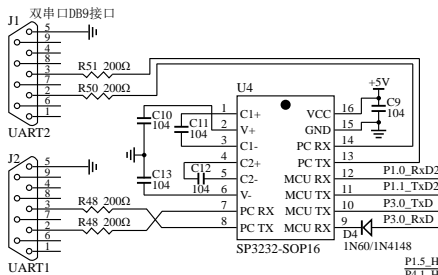 双串口DB9接口
J1
5
9
4
8
3
7
2
6
1
R51 200Ω
R50 200Ω
UART2
J2
5
9
4
8
3
7
2
6
1
R48 200Ω
R48 200Ω
UART1
C10
104
C11
104
C12
104
C13
104
U4
1 C1+
2 V+
3 C1-
4 C2+
5 C2-
6 V-
7 PC RX
8 PC TX
VCC 16
GND 15
PC RX 14
PC TX 13
MCU RX 12
MCU TX 11
MCU TX 10
MCU RX 9
SP3232-SOP16
+5V
C9
104
P1.0_RxD2
P1.1_TxD2
P3.0_TxD
P3.0_RxD
D4
1N60/1N4148
P1.5_H